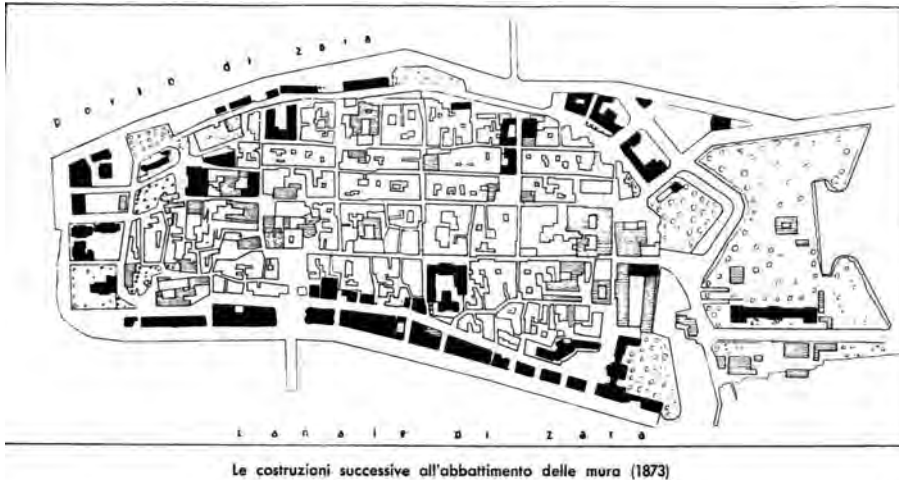 porto di zara
canale di zara
Le costruzioni successive all'abbattimento delle mura (1873)